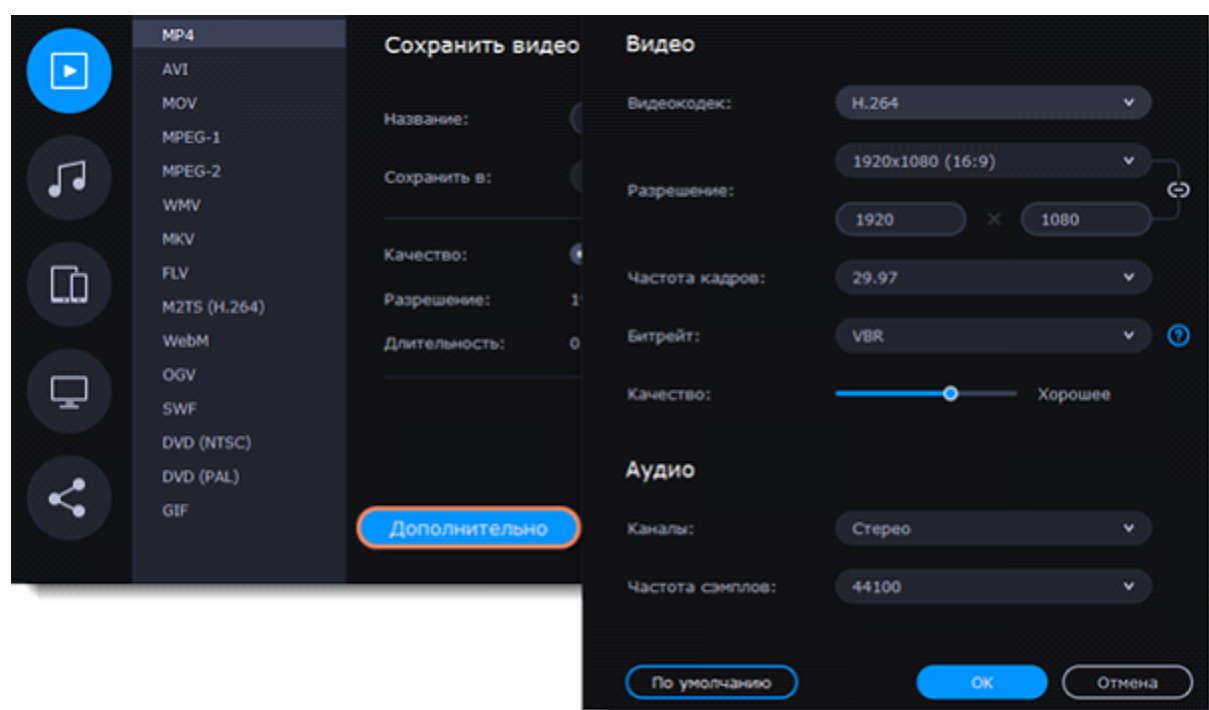 MP4
AVI
MOV
MPEG-1
MPEG-2
WMV
MKV
FLV
M2TS (H.264)
WebM
OGV
SWF
DVD (NTSC)
DVD (PAL)
GIF
Сохранить видео
Название:
Сохранить в:
Качество:
Разрешение:
Длительность: 0
Дополнительно
Видео
Видеокодек: H.264
1920x1080 (16:9)
Разрешение:
1920 × 1080
Частота кадров: 29.97
Битрейт: VBR ?
Качество: Хорошее
Аудио
Каналы: Стерео
Частота сэмплов: 44100
По умолчанию OK Отмена